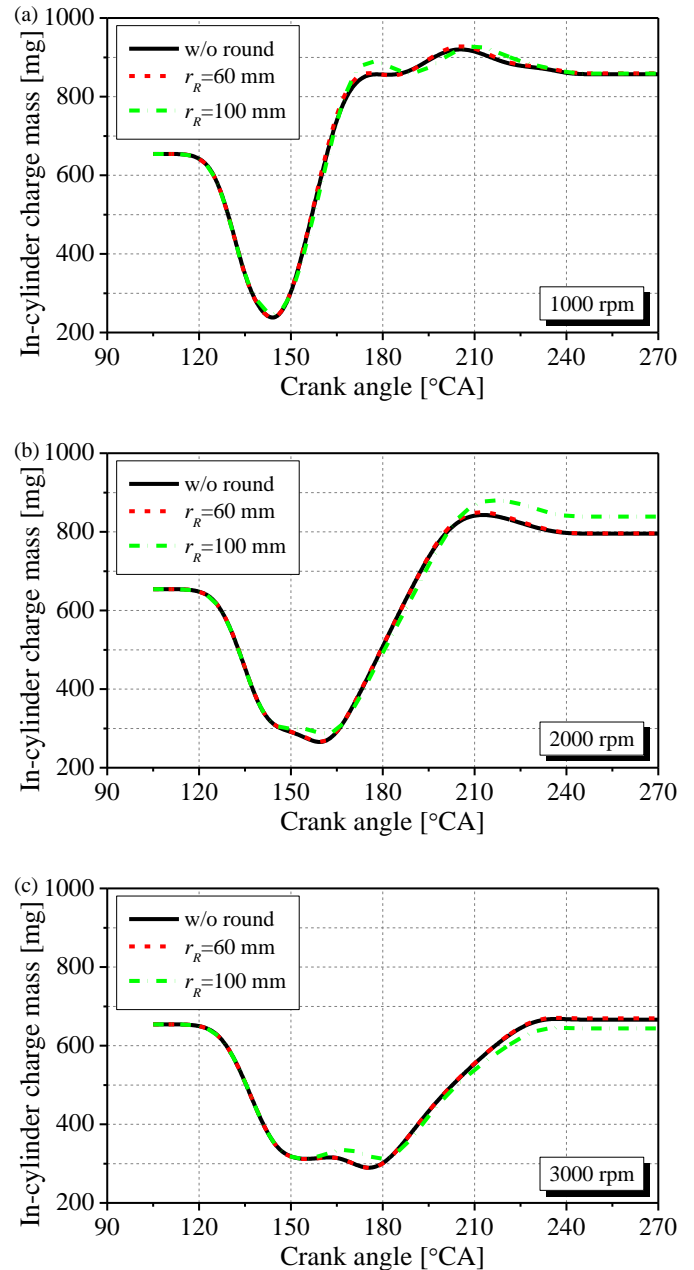 (a)
1000
800
600
400
200
In-cylinder charge mass [mg]
w/o round
r_R=60 mm
r_R=100 mm
1000 rpm
90 120 150 180 210 240 270
Crank angle [°CA]
(b)
1000
800
600
400
200
In-cylinder charge mass [mg]
w/o round
r_R=60 mm
r_R=100 mm
2000 rpm
90 120 150 180 210 240 270
Crank angle [°CA]
(c)
1000
800
600
400
200
In-cylinder charge mass [mg]
w/o round
r_R=60 mm
r_R=100 mm
3000 rpm
90 120 150 180 210 240 270
Crank angle [°CA]